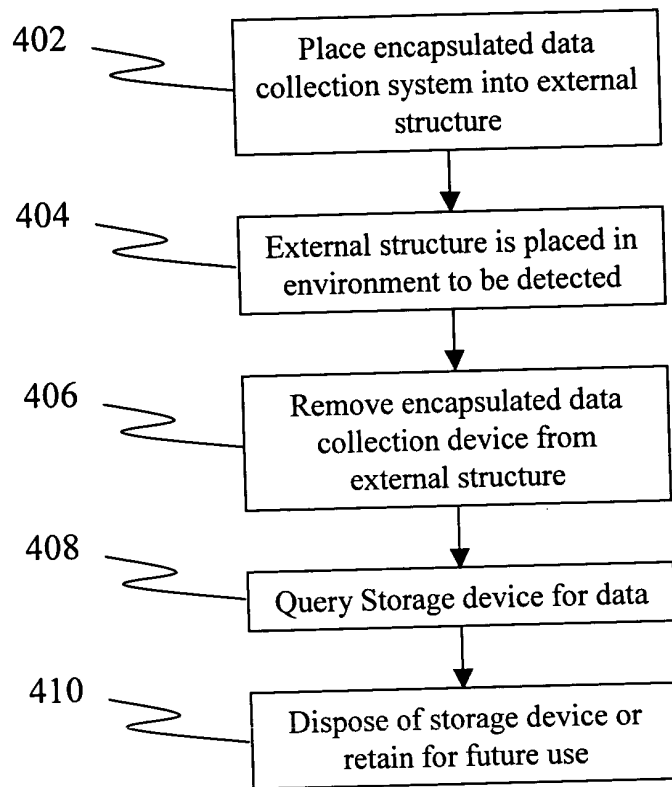 402
Place encapsulated data
collection system into external
structure
404
External structure is placed in
environment to be detected
406
Remove encapsulated data
collection device from
external structure
408
Query Storage device for data
410
Dispose of storage device or
retain for future use